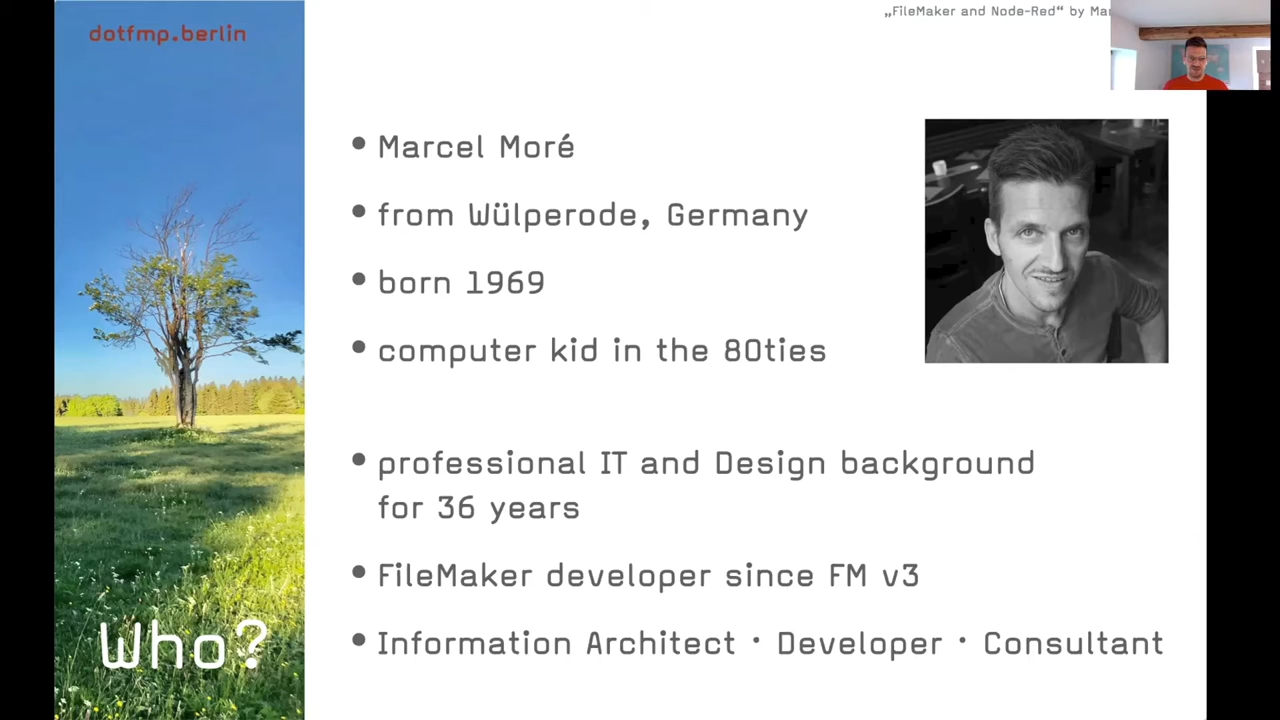 dotfmp.berlin
„FileMaker and Node-Red“ by
• Marcel Moré
• from Wülperode, Germany
• born 1969
• computer kid in the 80ties
• professional IT and Design background
for 36 years
• FileMaker developer since FM v3
• Information Architect · Developer · Consultant
Who?